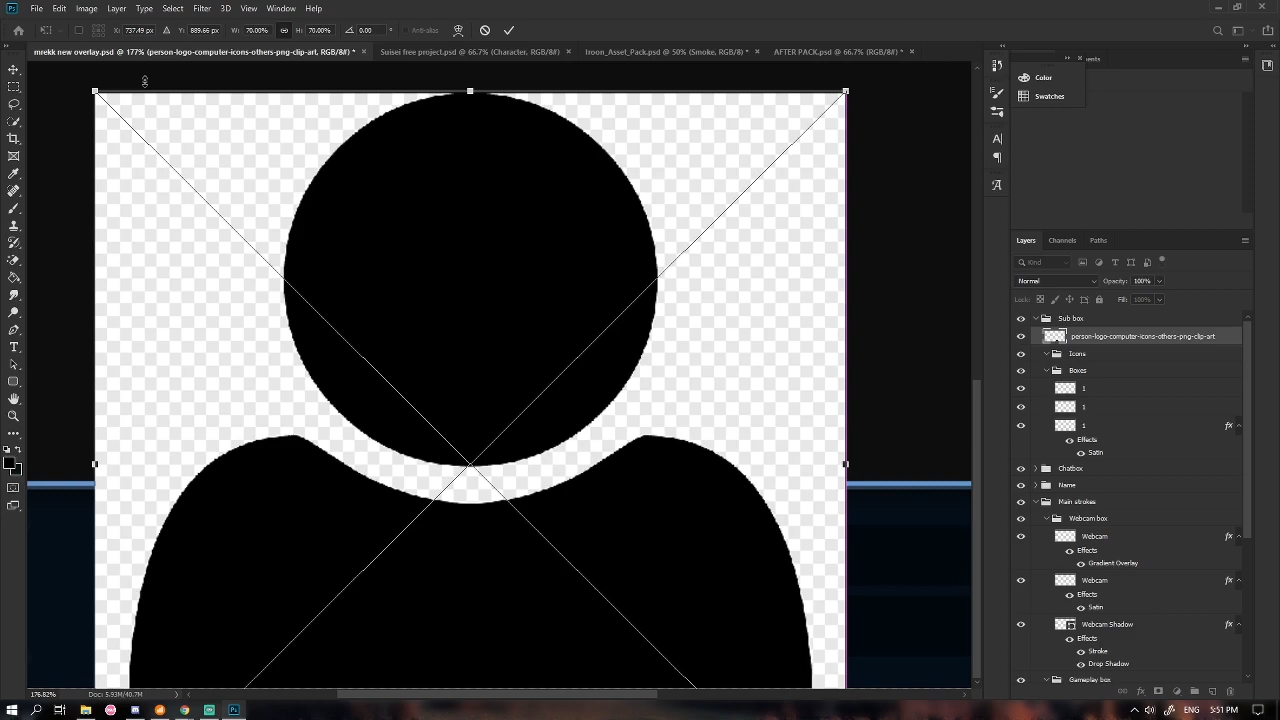 File Edit Image Layer Type Select Filter 3D View Window Help
X: 737.49 px Y: 889.66 px W: 70.00% H: 70.00% 0.00 ° Anti-alias
mrekk new overlay.psd @ 177% (person-logo-computer-icons-others-png-clip-art, RGB/8#) * × Suisei free project.psd @ 66.7% (Character, RGB/8#) × Iroon_Asset_Pack.psd @ 50% (Smoke, RGB/8) * × AFTER PACK.psd @ 66.7% (RGB/8#) * ×
Color
Swatches
Layers Channels Paths
Kind
Normal Opacity: 100%
Lock: Fill: 100%
Sub box
person-logo-computer-icons-others-png-clip-art
Icons
Boxes
1
1
1 fx
Effects
Satin
Chatbox
Name
Main strokes
Webcam box
Webcam fx
Effects
Gradient Overlay
Webcam fx
Effects
Satin
Webcam Shadow fx
Effects
Stroke
Drop Shadow
Gameplay box
176.82% Doc: 5.93M/40.7M
ENG 5:51 PM